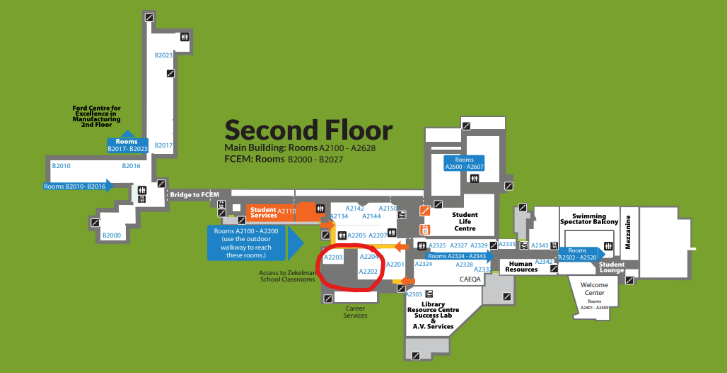 B2023
Ford Centre for
Excellence in
Manufacturing
2nd Floor
Rooms
B2017 - B2023
B2017
B2010
B2016
Rooms B2010- B2016
B2000
Bridge to FCEM
Second Floor
Main Building: Rooms A2100 - A2628
FCEM: Rooms B2000 - B2027
Rooms
A2600 - A2607
Student
Services
A2110
A2134
A2142
A2144
A2150
Student
Life
Centre
Rooms A2100 - A2200
(use the outdoor
walkway to reach
these rooms.)
A2205
A2207
A2203
A2204
A2202
A2201
Access to Zekelman
School Classrooms
Career
Services
A2325
A2327
A2329
A2335
A2343
Rooms A2324 - A2343
A2324
A2328
A2342
CAEQA
A2303
Library
Resource Centre
Success Lab
&
A.V. Services
Human
Resources
Swimming
Spectator Balcony
Rooms
A2502 - A2520
Mezzanine
Student
Lounge
Welcome
Center
Rooms